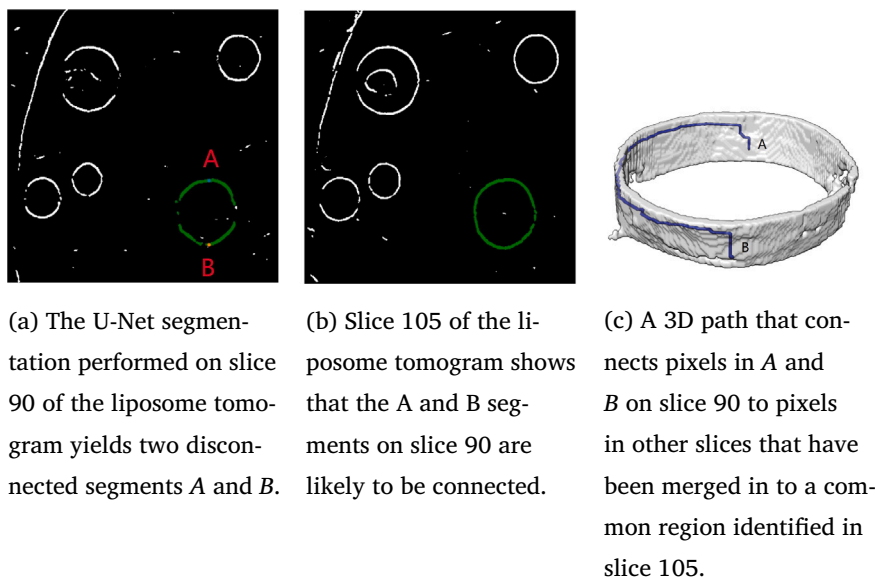 A
B
A
B
(a) The U-Net segmen-
tation performed on slice
90 of the liposome tomo-
gram yields two discon-
nected segments A and B.
(b) Slice 105 of the li-
posome tomogram shows
that the A and B seg-
ments on slice 90 are
likely to be connected.
(c) A 3D path that con-
nects pixels in A and
B on slice 90 to pixels
in other slices that have
been merged in to a com-
mon region identified in
slice 105.